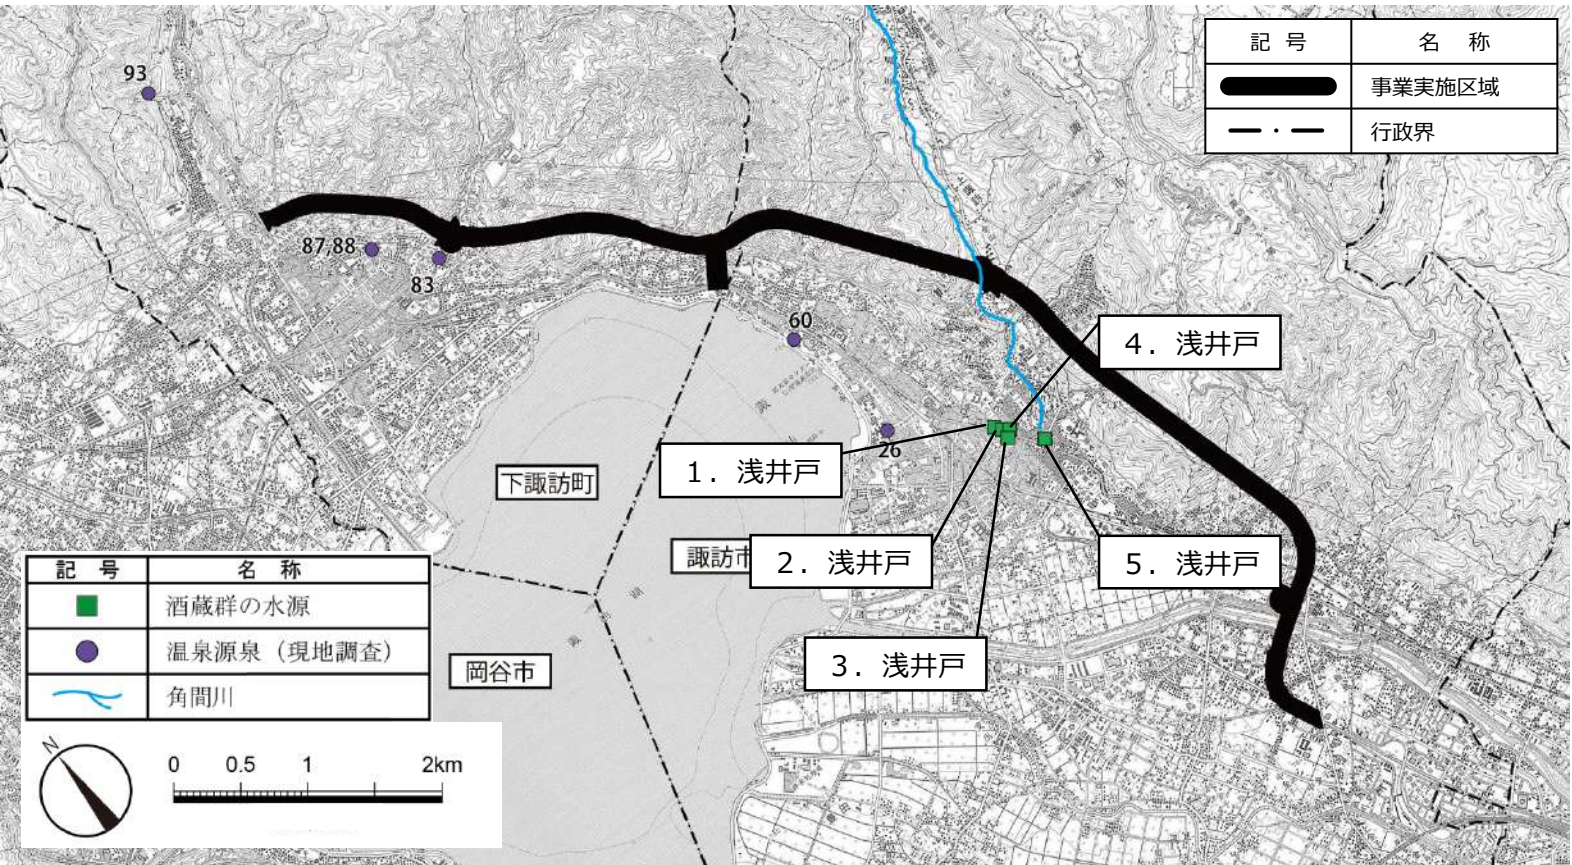 記号 名称
事業実施区域
行政界
93
87,88
83
60
26
4．浅井戸
1．浅井戸
2．浅井戸
5．浅井戸
3．浅井戸
下諏訪町
諏訪市
岡谷市
記号 名称
酒蔵群の水源
温泉源泉（現地調査）
角間川
N
0 0.5 1 2km